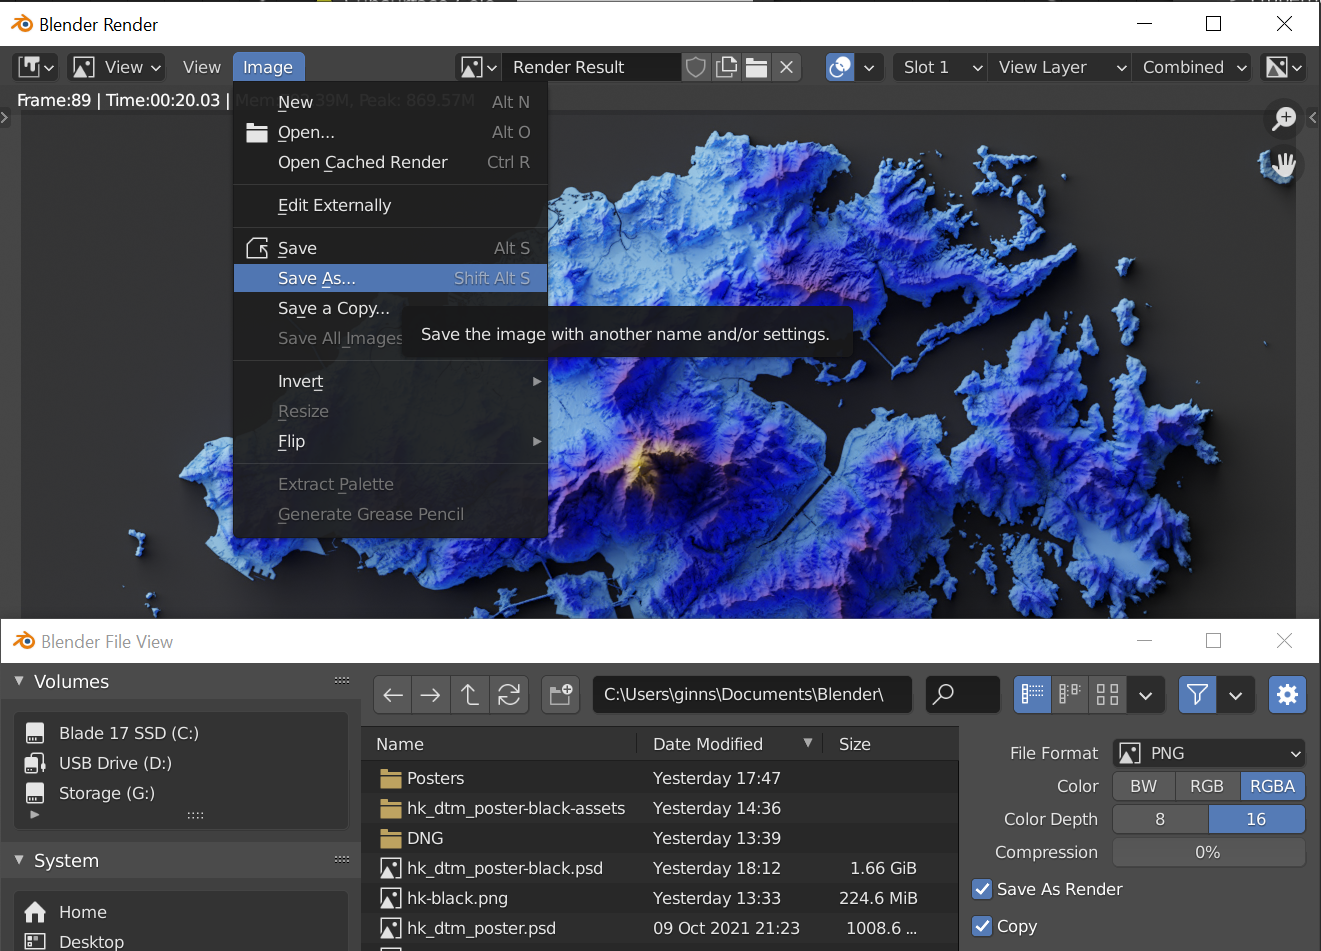 Blender Render
View View Image Render Result Slot 1 View Layer Combined
Frame:89 | Time:00:20.03 | Peak: 869.57M
New Alt N
Open... Alt O
Open Cached Render Ctrl R
Edit Externally
Save Alt S
Save As... Shift Alt S
Save a Copy...
Save the image with another name and/or settings.
Save All Images
Invert
Resize
Flip
Extract Palette
Generate Grease Pencil
Blender File View
Volumes
Blade 17 SSD (C:)
USB Drive (D:)
Storage (G:)
System
Home
Desktop
C:\Users\ginns\Documents\Blender\
Name Date Modified Size
Posters Yesterday 17:47
hk_dtm_poster-black-assets Yesterday 14:36
DNG Yesterday 13:39
hk_dtm_poster-black.psd Yesterday 18:12 1.66 GiB
hk-black.png Yesterday 13:33 224.6 MiB
hk_dtm_poster.psd 09 Oct 2021 21:23 1008.6 ...
File Format PNG
Color BW RGB RGBA
Color Depth 8 16
Compression 0%
Save As Render
Copy